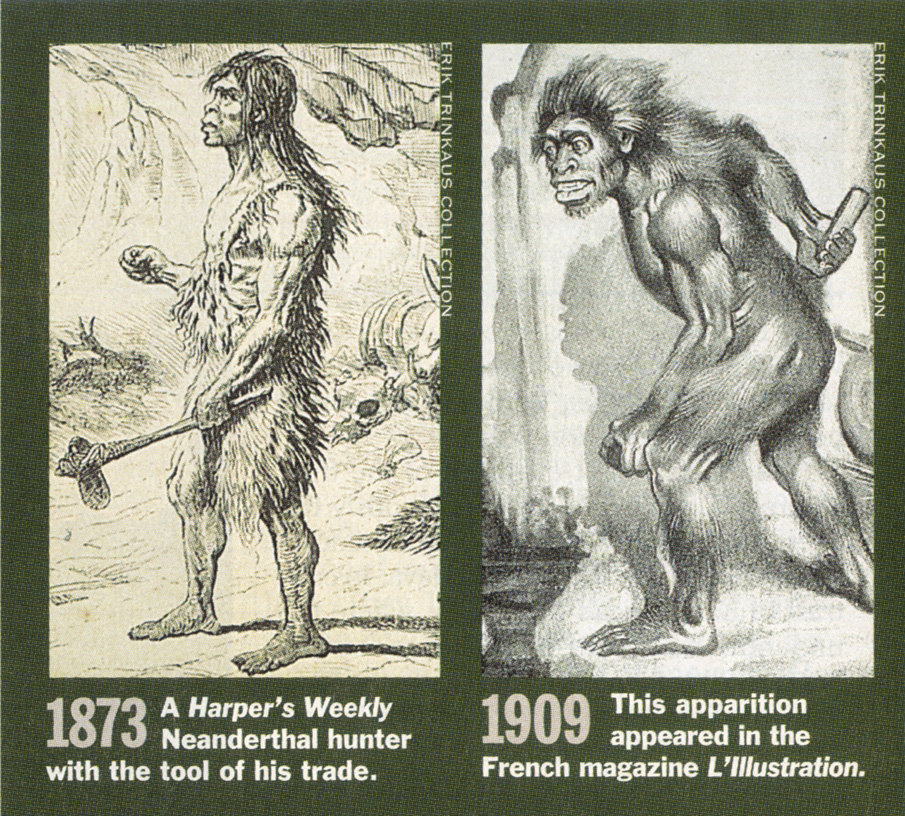 ERIK TRINKAUS COLLECTION
ERIK TRINKAUS COLLECTION
1873 A Harper's Weekly
Neanderthal hunter
with the tool of his trade.
1909 This apparition
appeared in the
French magazine L'Illustration.